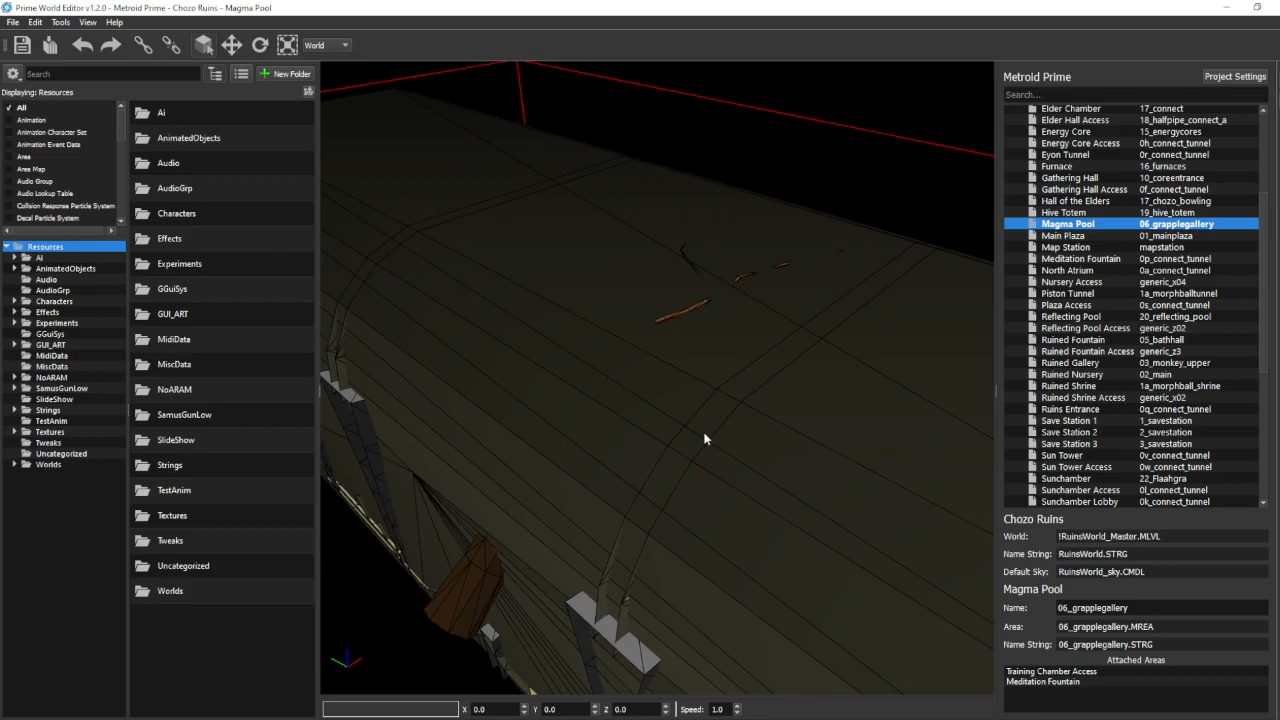 Prime World Editor v1.2.0 - Metroid Prime - Chozo Ruins - Magma Pool
File Edit Tools View Help
World
Search
New Folder
Displaying: Resources
All
Animation
Animation Character Set
Animation Event Data
Area
Area Map
Audio Group
Audio Lookup Table
Collision Response Particle System
Decal Particle System
Resources
Ai
AnimatedObjects
Audio
AudioGrp
Characters
Effects
Experiments
GGuiSys
GUI_ART
MidiData
MiscData
NoARAM
SamusGunLow
SlideShow
Strings
TestAnim
Textures
Tweaks
Uncategorized
Worlds
Ai
AnimatedObjects
Audio
AudioGrp
Characters
Effects
Experiments
GGuiSys
GUI_ART
MidiData
MiscData
NoARAM
SamusGunLow
SlideShow
Strings
TestAnim
Textures
Tweaks
Uncategorized
Worlds
X 0.0 Y 0.0 Z 0.0 Speed: 1.0
Metroid Prime Project Settings
Search...
Elder Chamber 17_connect
Elder Hall Access 18_halfpipe_connect_a
Energy Core 15_energycores
Energy Core Access 0h_connect_tunnel
Eyon Tunnel 0r_connect_tunnel
Furnace 16_furnaces
Gathering Hall 10_coreentrance
Gathering Hall Access 0f_connect_tunnel
Hall of the Elders 17_chozo_bowling
Hive Totem 19_hive_totem
Magma Pool 06_grapplegallery
Main Plaza 01_mainplaza
Map Station mapstation
Meditation Fountain 0p_connect_tunnel
North Atrium 0a_connect_tunnel
Nursery Access generic_x04
Piston Tunnel 1a_morphballtunnel
Plaza Access 0s_connect_tunnel
Reflecting Pool 20_reflecting_pool
Reflecting Pool Access generic_z02
Ruined Fountain 05_bathhall
Ruined Fountain Access generic_z3
Ruined Gallery 03_monkey_upper
Ruined Nursery 02_main
Ruined Shrine 1a_morphball_shrine
Ruined Shrine Access generic_x02
Ruins Entrance 0q_connect_tunnel
Save Station 1 1_savestation
Save Station 2 2_savestation
Save Station 3 3_savestation
Sun Tower 0v_connect_tunnel
Sun Tower Access 0w_connect_tunnel
Sunchamber 22_Flaahgra
Sunchamber Access 0l_connect_tunnel
Sunchamber Lobby 0k_connect_tunnel
Chozo Ruins
World: !RuinsWorld_Master.MLVL
Name String: RuinsWorld.STRG
Default Sky: RuinsWorld_sky.CMDL
Magma Pool
Name: 06_grapplegallery
Area: 06_grapplegallery.MREA
Name String: 06_grapplegallery.STRG
Attached Areas
Training Chamber Access
Meditation Fountain